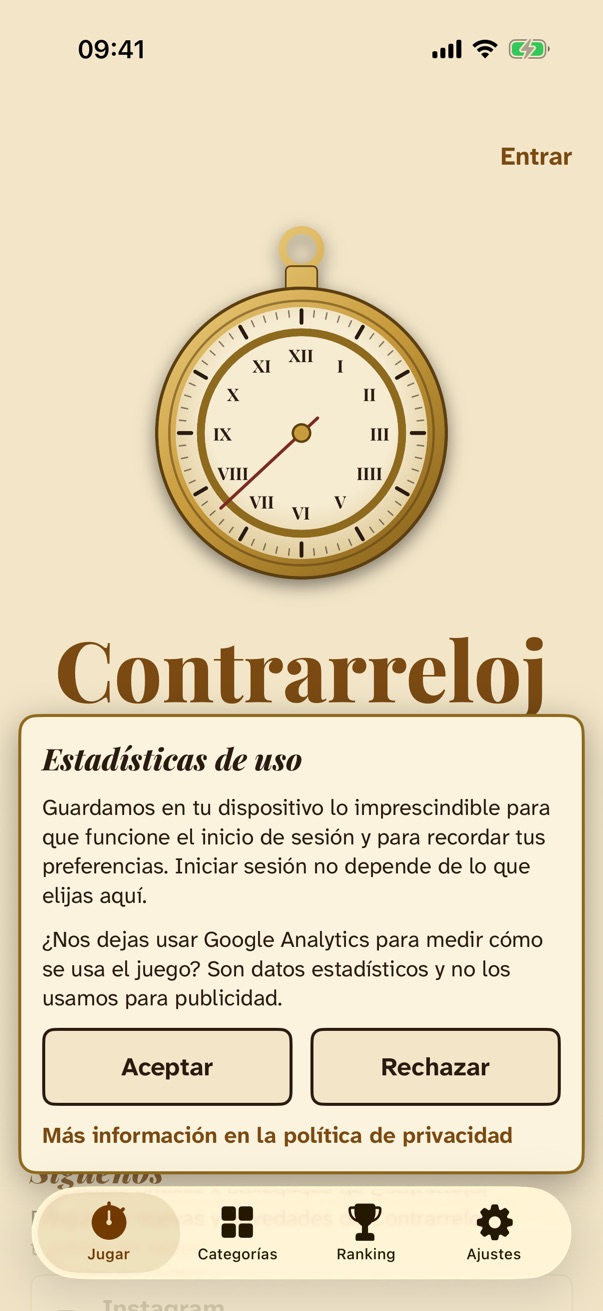 09:41
Entrar
XII
XI
I
X
II
IX
III
VIII
IIII
VII
V
VI
Contrarreloj
Estadísticas de uso
Guardamos en tu dispositivo lo imprescindible para
que funcione el inicio de sesión y para recordar tus
preferencias. Iniciar sesión no depende de lo que
elijas aquí.
¿Nos dejas usar Google Analytics para medir cómo
se usa el juego? Son datos estadísticos y no los
usamos para publicidad.
Aceptar
Rechazar
Más información en la política de privacidad
Síguenos
Jugar
Categorías
Ranking
Ajustes
Instagram